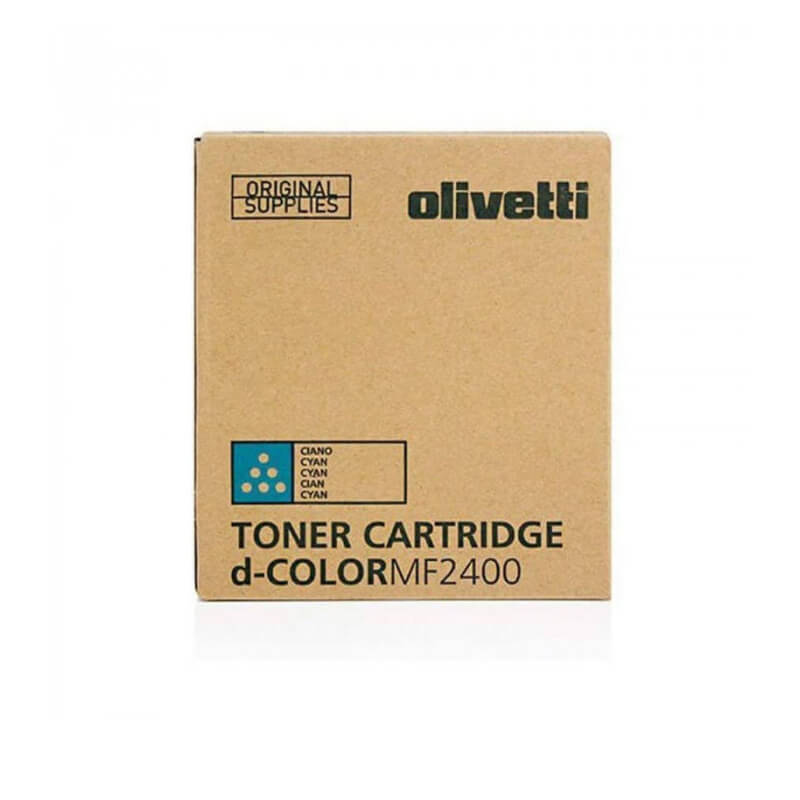 ORIGINAL
SUPPLIES
olivetti
CIANO
CYAN
CYAN
CIAN
CYAN
TONER CARTRIDGE
d-COLORMF2400